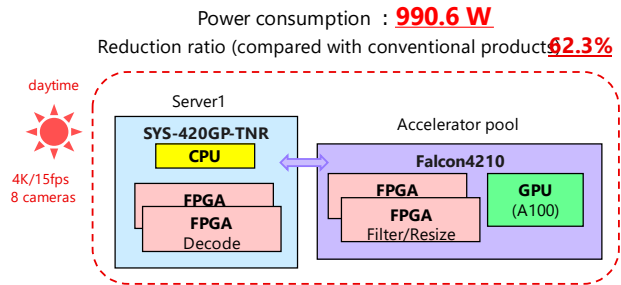 Power consumption : 990.6 W
Reduction ratio (compared with conventional products) 62.3%
daytime
4K/15fps
8 cameras
Server1
SYS-420GP-TNR
CPU
FPGA
FPGA
Decode
Accelerator pool
Falcon4210
FPGA
FPGA
Filter/Resize
GPU
(A100)